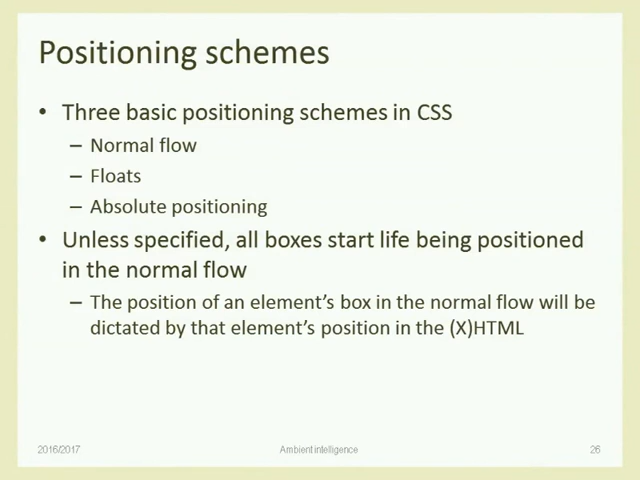 Positioning schemes
• Three basic positioning schemes in CSS
– Normal flow
– Floats
– Absolute positioning
• Unless specified, all boxes start life being positioned
in the normal flow
– The position of an element's box in the normal flow will be
dictated by that element's position in the (X)HTML
2016/2017 Ambient intelligence 26